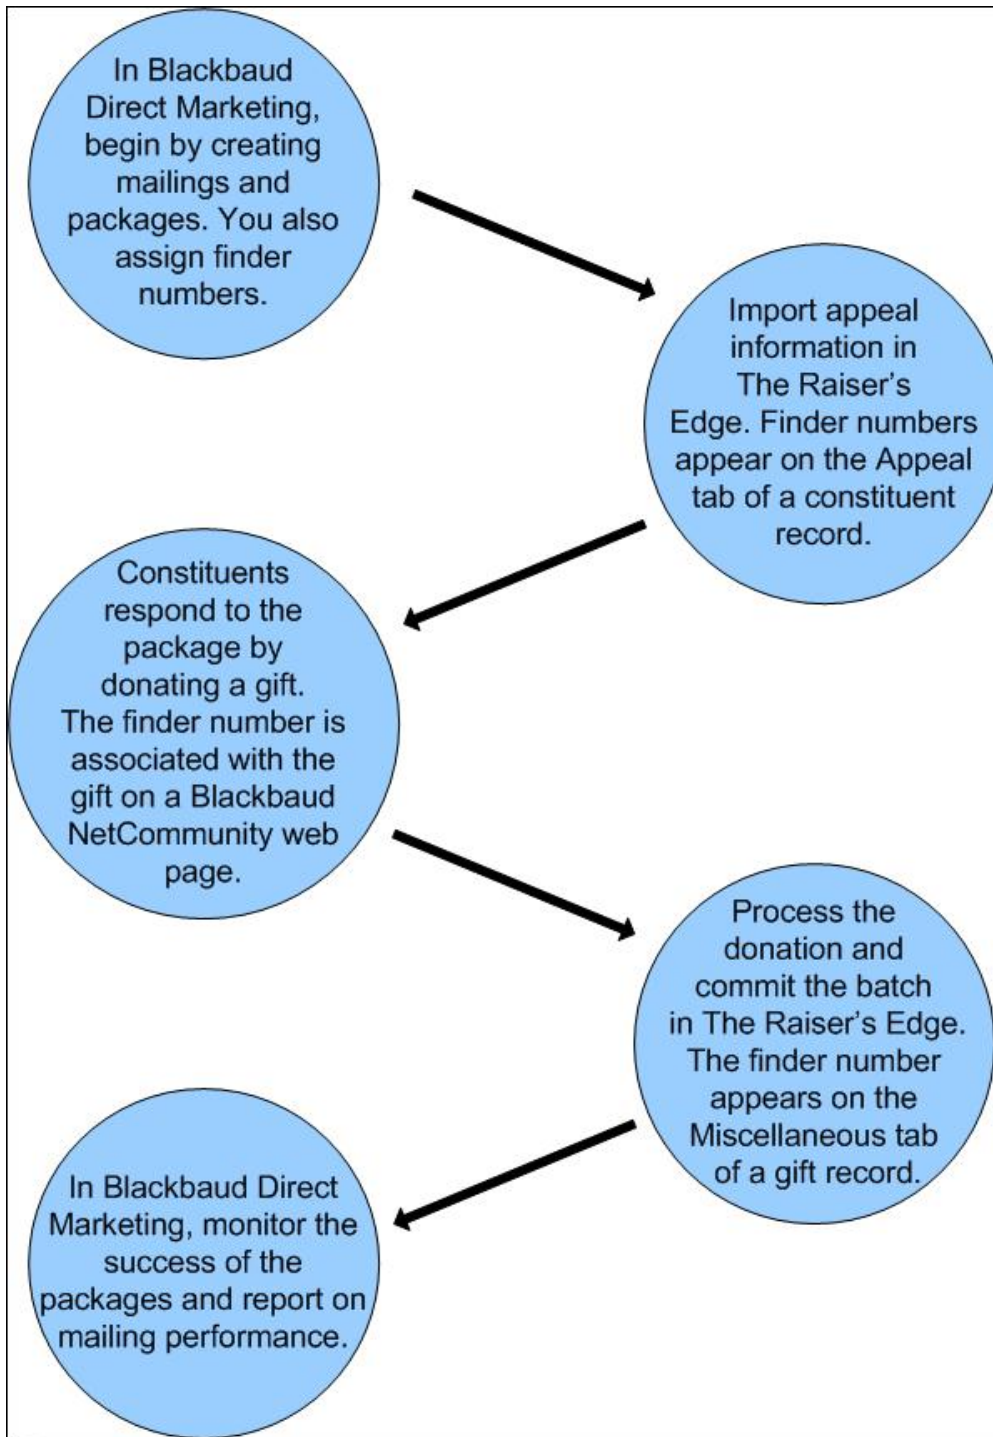 In Blackbaud
Direct Marketing,
begin by creating
mailings and
packages. You also
assign finder
numbers.
Import appeal
information in
The Raiser's
Edge. Finder numbers
appear on the Appeal
tab of a constituent
record.
Constituents
respond to the
package by
donating a gift.
The finder number is
associated with the
gift on a Blackbaud
NetCommunity web
page.
Process the
donation and
commit the batch
in The Raiser's Edge.
The finder number
appears on the
Miscellaneous tab
of a gift record.
In Blackbaud Direct
Marketing, monitor the
success of the
packages and report on
mailing performance.